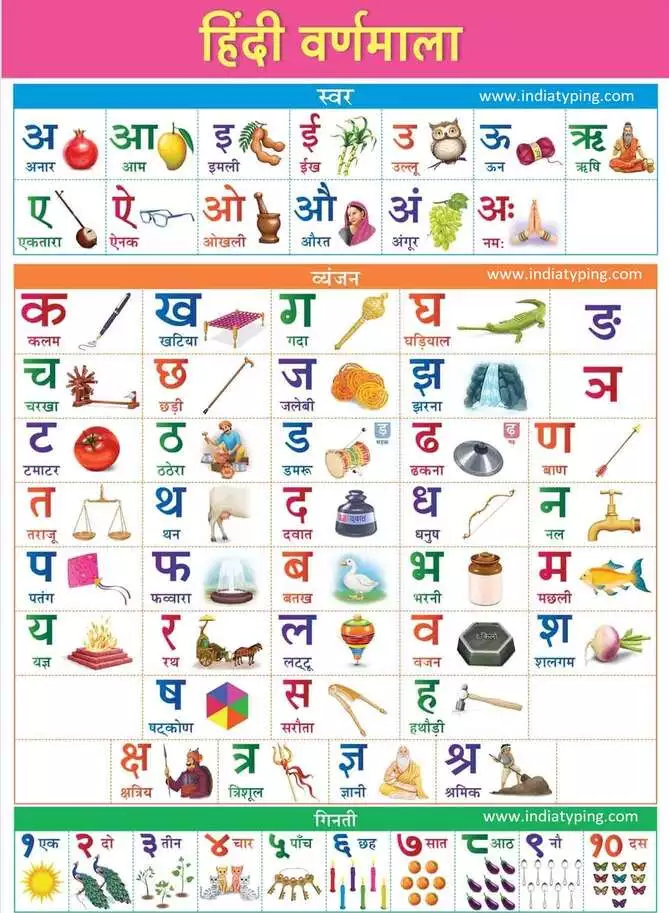 हिंदी वर्णमाला
स्वर www.indiatyping.com
अ आ इ ई उ ऊ ऋ
अनार आम इमली ईख उल्लू ऊन ऋषि
ए ऐ ओ औ अं अः
एकतारा ऐनक ओखली औरत अंगूर नमः
व्यंजन www.indiatyping.com
क ख ग घ ङ
कलम खटिया गदा घड़ियाल
च छ ज झ ञ
चरखा छड़ी जलेबी झरना
ट ठ ड ड़ ढ ढ़ ण
टमाटर ठठेरा डमरू ढकना बाण
त थ द ध न
तराजू थन दवात धनुष नल
प फ ब भ म
पतंग फव्वारा बतख भरनी मछली
य र ल व श
यज्ञ रथ लट्टू वजन शलगम
ष स ह
षट्कोण सरौता हथौड़ी
क्ष त्र ज्ञ श्र
क्षत्रिय त्रिशूल ज्ञानी श्रमिक
गिनती www.indiatyping.com
१ एक २ दो ३ तीन ४ चार ५ पाँच ६ छह ७ सात ८ आठ ९ नौ १० दस